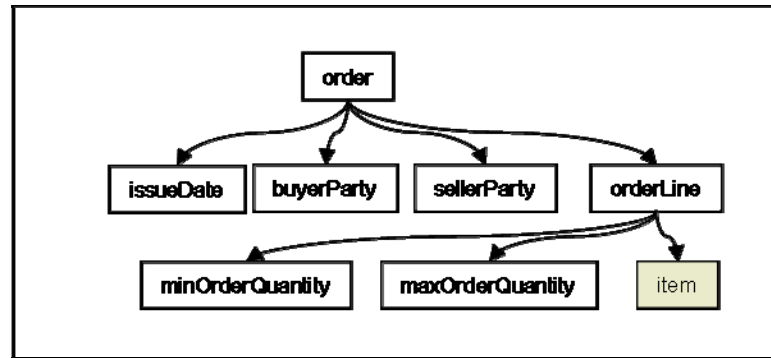 order
issueDate
buyerParty
sellerParty
orderLine
minOrderQuantity
maxOrderQuantity
item